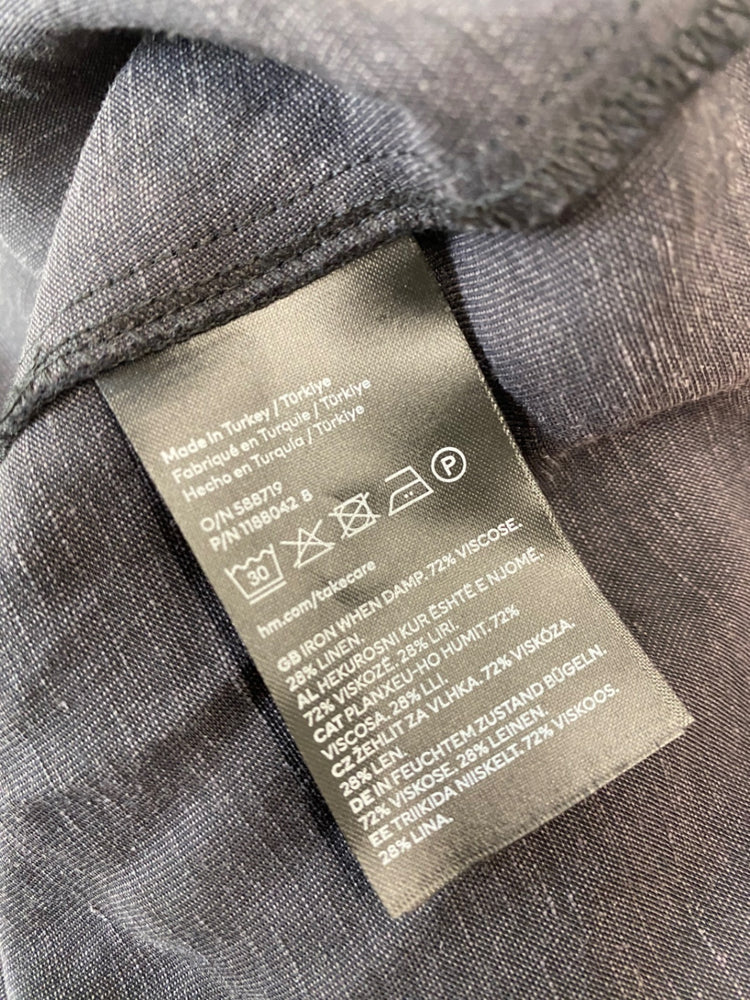 Made in Turkey / Türkiye
Fabriqué en Turquie / Türkiye
Hecho en Turquía / Türkiye
O/N 588719
P/N 1188042 8
30
P
hm.com/takecare
GB IRON WHEN DAMP. 72% VISCOSE.
28% LINEN.
AL HEKUROSNI KUR ËSHTË E NJOMË.
72% VISKOZË. 28% LIRI.
CAT PLANXEU-HO HUMIT. 72%
VISCOSA. 28% LLI.
CZ ŽEHLIT ZA VLHKA. 72% VISKÓZA.
28% LEN.
DE IN FEUCHTEM ZUSTAND BÜGELN.
72% VISKOSE. 28% LEINEN.
EE TRIIKIDA NIISKELT. 72% VISKOOS.
28% LINA.